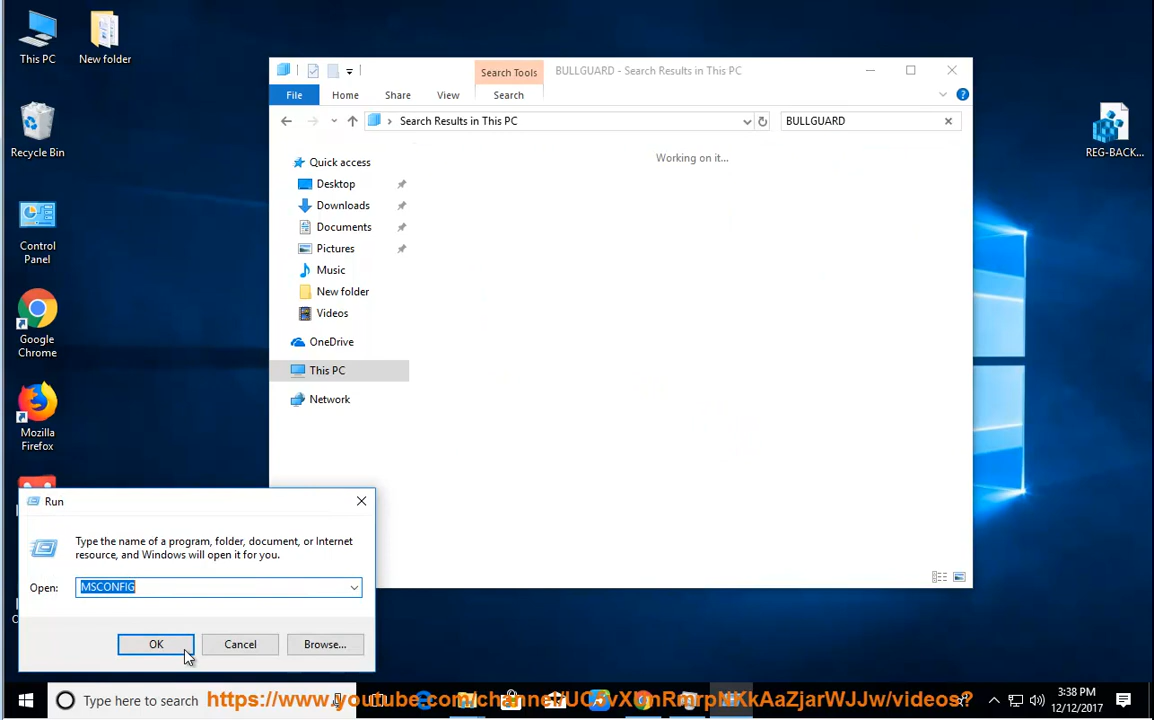 This PC
New folder
Recycle Bin
Control
Panel
Google
Chrome
Mozilla
Firefox
REG-BACK...
Search Tools
BULLGUARD - Search Results in This PC
File
Home
Share
View
Search
Search Results in This PC
BULLGUARD
Working on it...
Quick access
Desktop
Downloads
Documents
Pictures
Music
New folder
Videos
OneDrive
This PC
Network
Run
Type the name of a program, folder, document, or Internet
resource, and Windows will open it for you.
Open:
MSCONFIG
OK
Cancel
Browse...
Type here to search
3:38 PM
12/12/2017